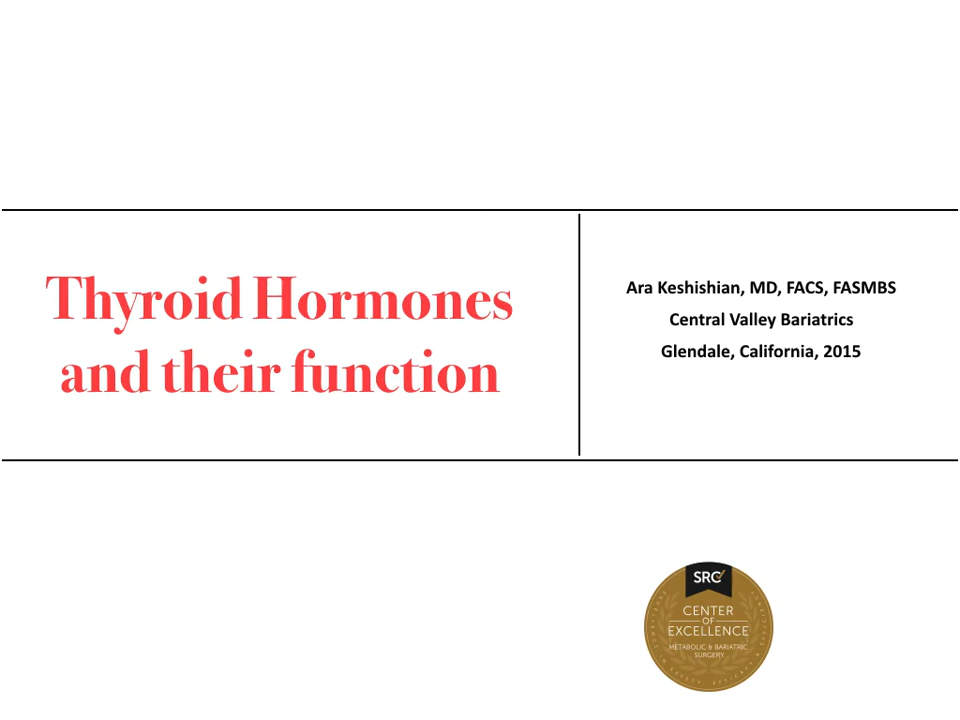 Thyroid Hormones
and their function
Ara Keshishian, MD, FACS, FASMBS
Central Valley Bariatrics
Glendale, California, 2015
SRC
CENTER
OF
EXCELLENCE
METABOLIC & BARIATRIC
SURGERY